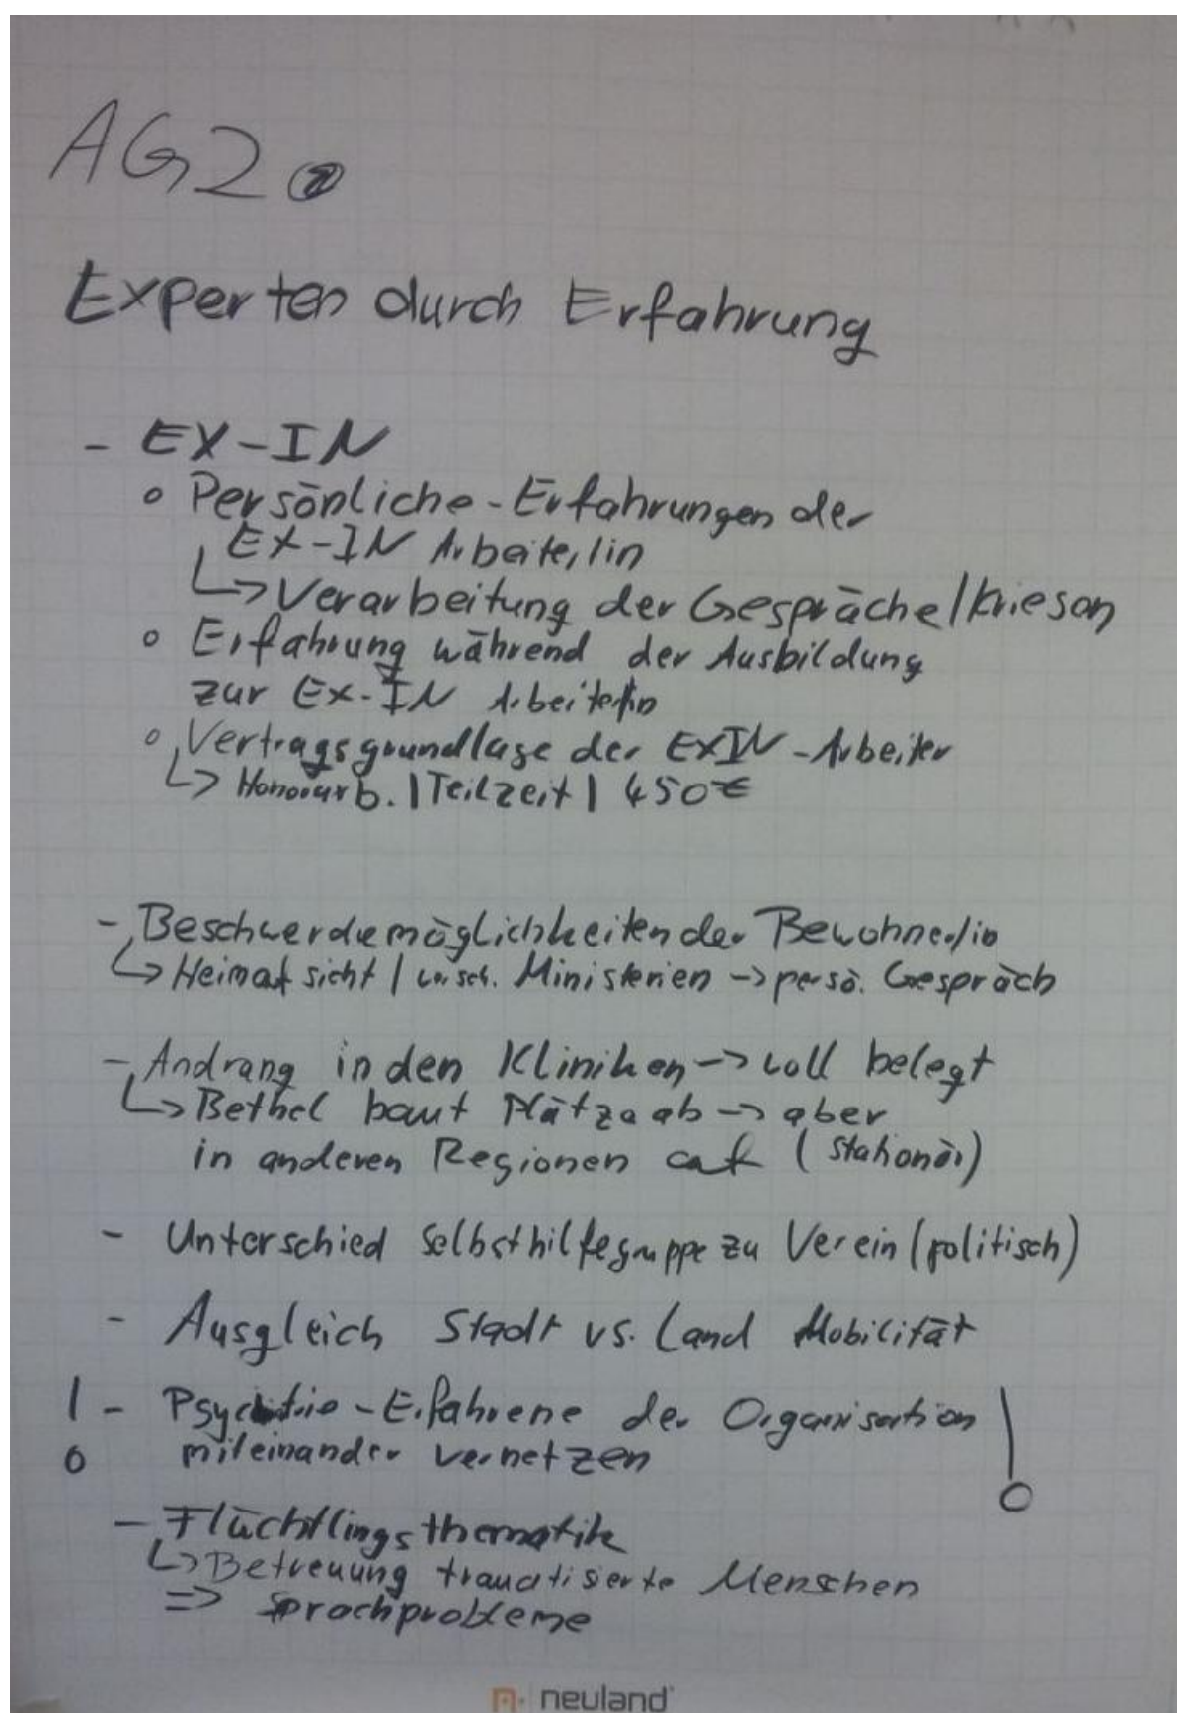 AG2
Experten durch Erfahrung
- EX-IN
o Persönliche-Erfahrungen der
EX-IN Arbeiter/in
↳ Verarbeitung der Gespräche/Kriesen
o Erfahrung während der Ausbildung
zur EX-IN Arbeiter/in
o Vertragsgrundlage der EXIN-Arbeiter
↳ Honorarb. | Teilzeit | 450€
- Beschwerdemöglichkeiten der Bewohner/in
↳ Heimaufsicht / Ministerien -> persö. Gespräch
- Andrang in den Kliniken -> voll belegt
↳ Bethel baut Plätze ab -> aber
in anderen Regionen auf (stationär)
- Unterschied Selbsthilfegruppe zu Verein (politisch)
- Ausgleich Stadt vs. Land Mobilität
! - Psychatrie-Erfahrene der Organisation !
miteinander vernetzen
- Flüchtlingsthematik
↳ Betreuung traumatisierte Menschen
=> Sprachprobleme
neuland